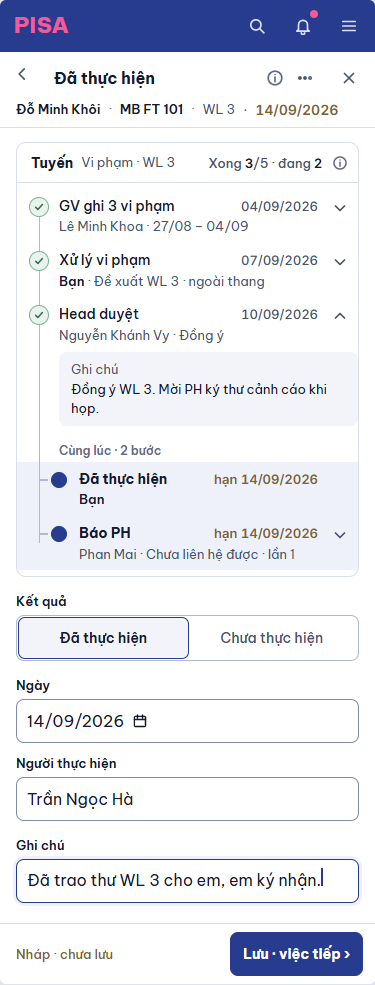 PISA
Đã thực hiện
Đỗ Minh Khôi · MB FT 101 · WL 3 · 14/09/2026
Tuyến Vi phạm · WL 3 Xong 3/5 · đang 2
GV ghi 3 vi phạm 04/09/2026
Lê Minh Khoa · 27/08 – 04/09
Xử lý vi phạm 07/09/2026
Bạn · Đề xuất WL 3 · ngoài thang
Head duyệt 10/09/2026
Nguyễn Khánh Vy · Đồng ý
Ghi chú
Đồng ý WL 3. Mời PH ký thư cảnh cáo khi
họp.
Cùng lúc · 2 bước
Đã thực hiện hạn 14/09/2026
Bạn
Báo PH hạn 14/09/2026
Phan Mai · Chưa liên hệ được · lần 1
Kết quả
Đã thực hiện Chưa thực hiện
Ngày
14/09/2026
Người thực hiện
Trần Ngọc Hà
Ghi chú
Đã trao thư WL 3 cho em, em ký nhận.
Nháp · chưa lưu Lưu · việc tiếp ›